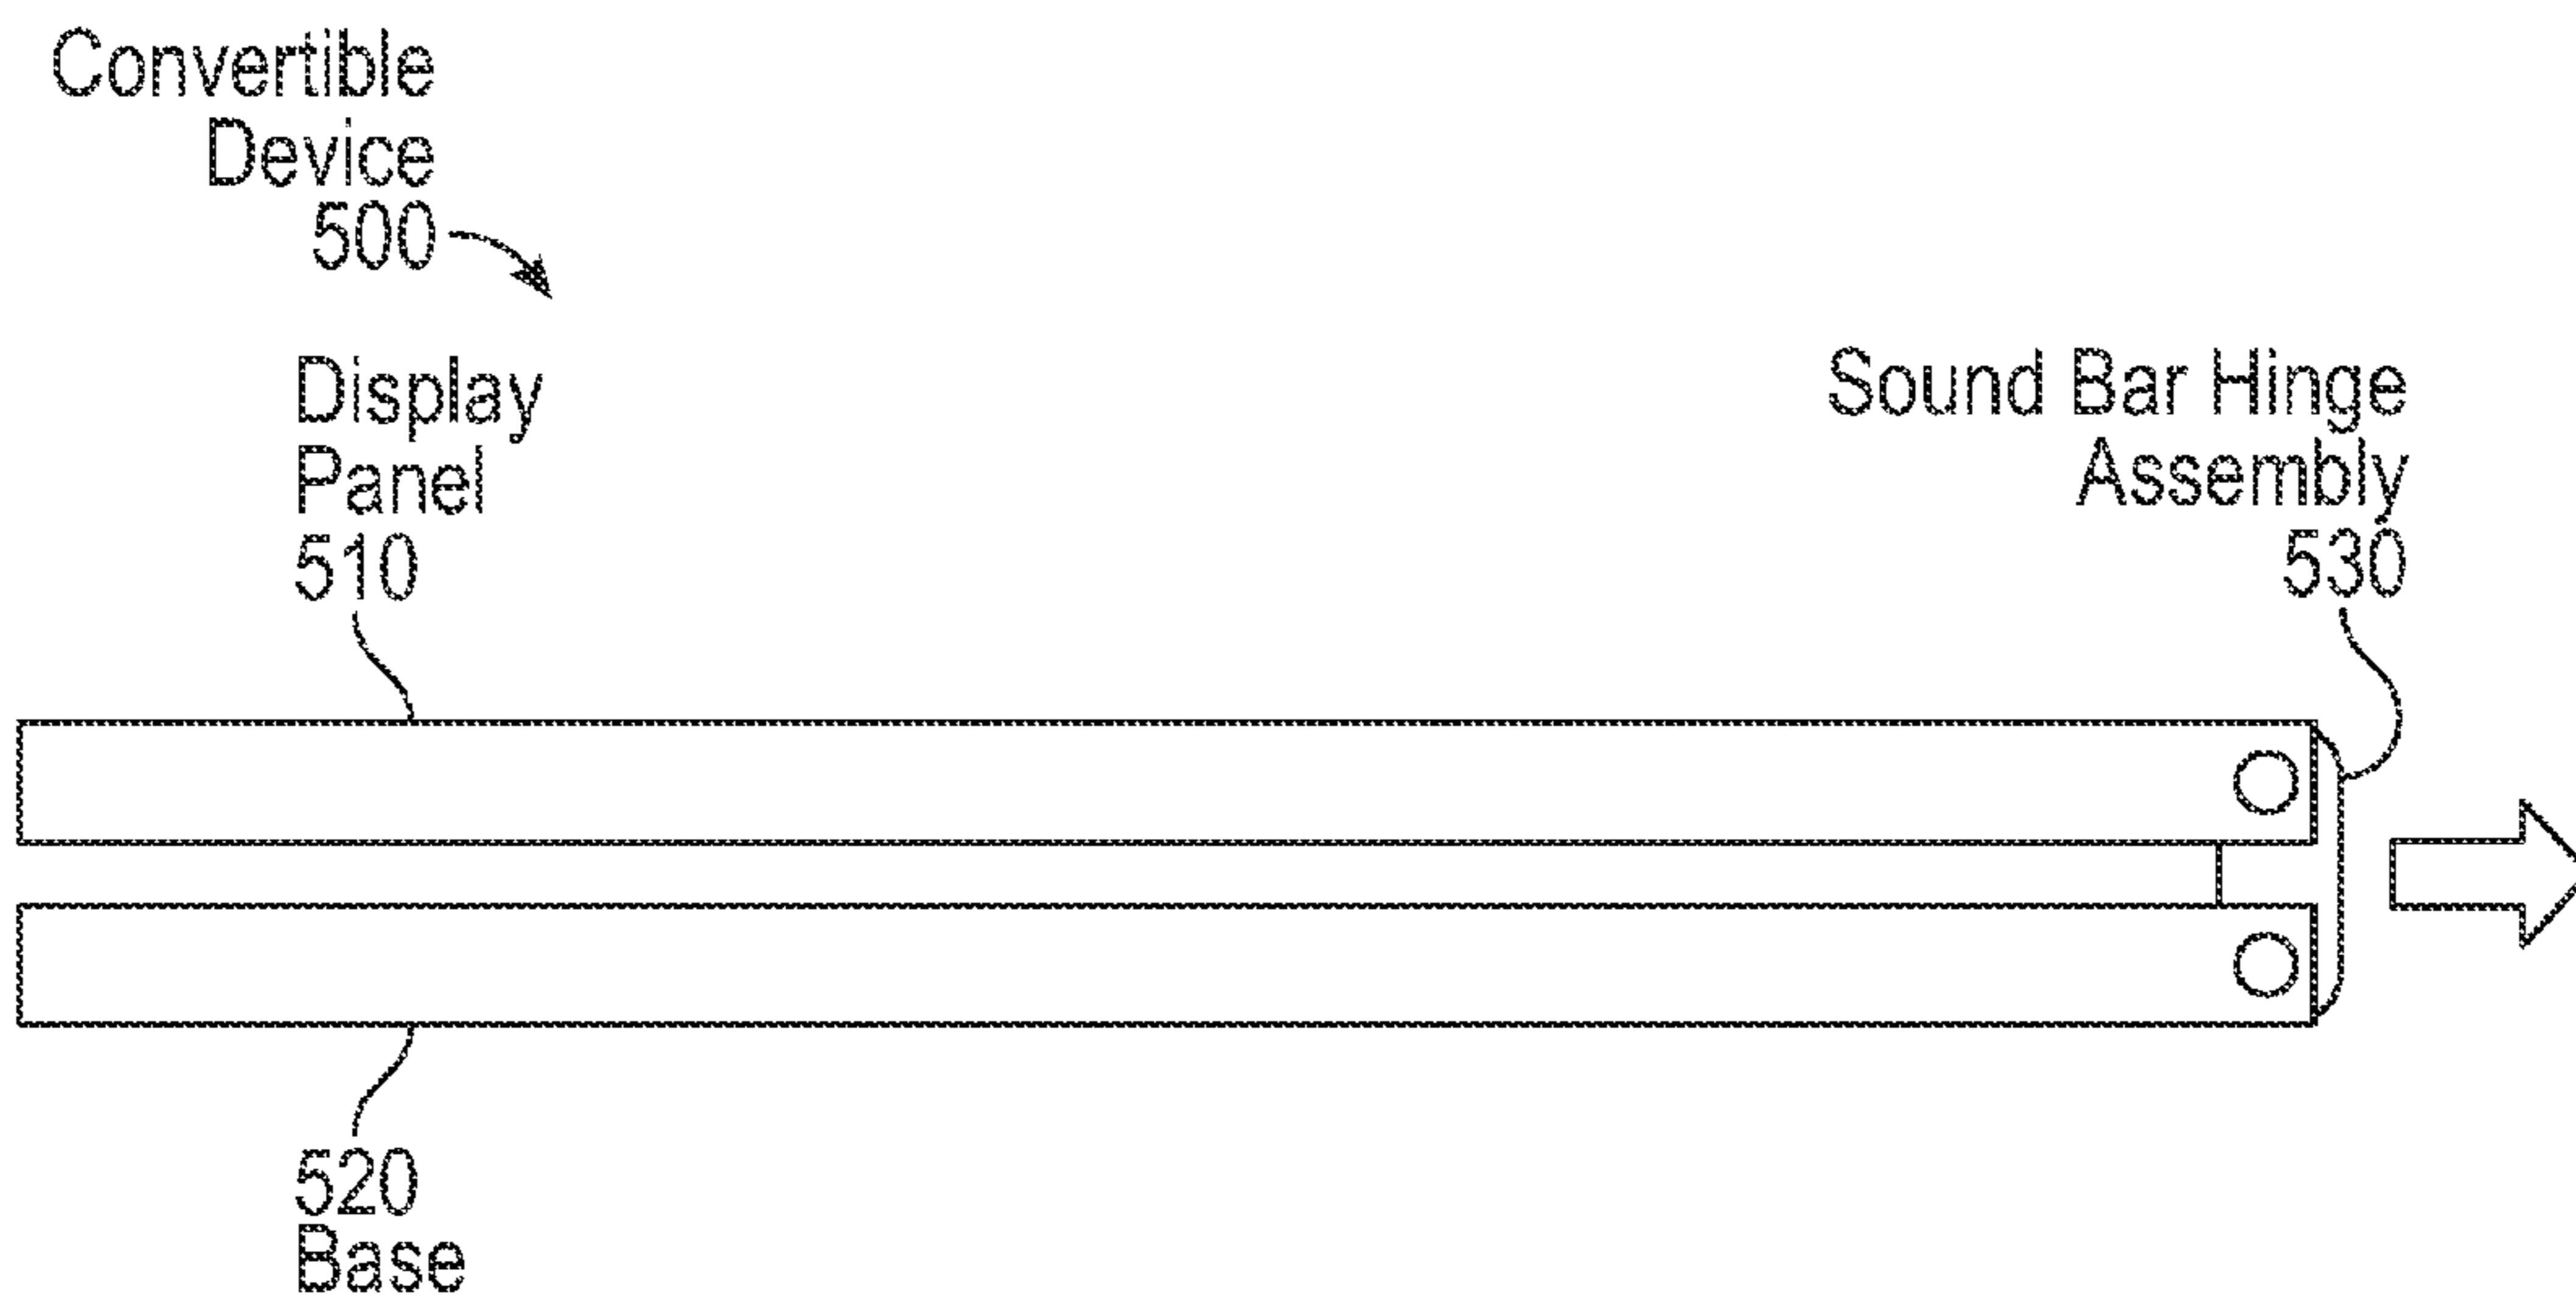 Convertible
Device
500
Display
Panel
510
Sound Bar Hinge
Assembly
530
520
Base